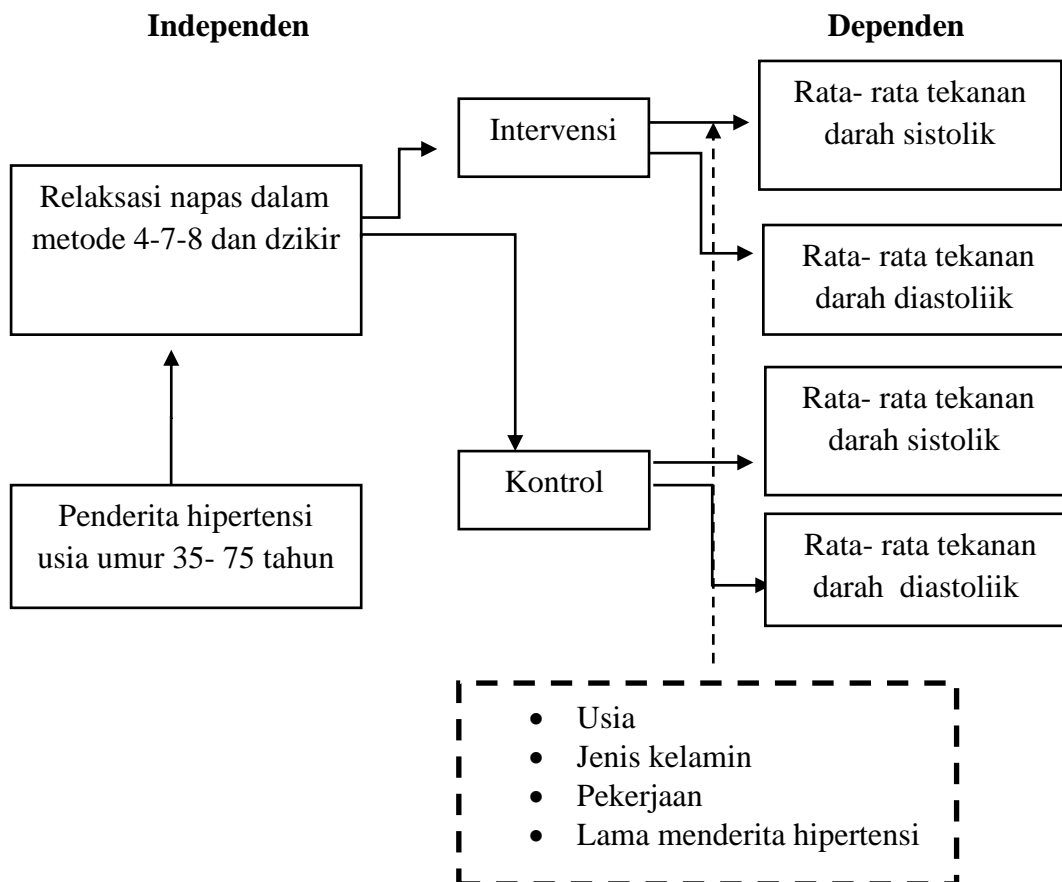 Independen
Dependen
Relaksasi napas dalam
metode 4-7-8 dan dzikir
Penderita hipertensi
usia umur 35- 75 tahun
Intervensi
Kontrol
Rata- rata tekanan
darah sistolik
Rata- rata tekanan
darah diastoliik
Rata- rata tekanan
darah sistolik
Rata- rata tekanan
darah  diastoliik
• Usia
• Jenis kelamin
• Pekerjaan
• Lama menderita hipertensi